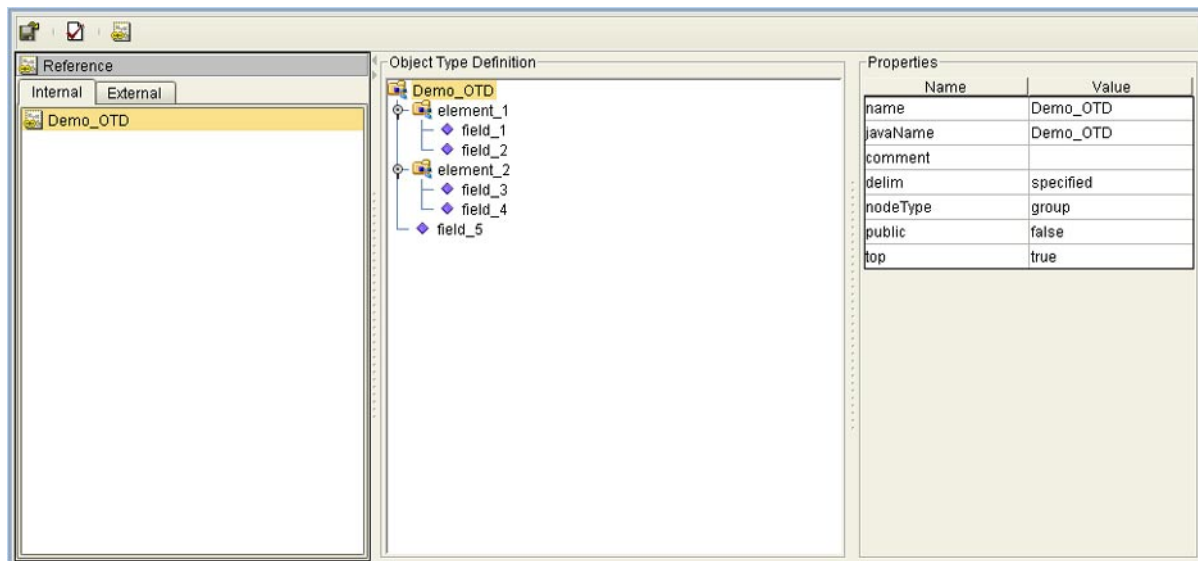 Reference
Internal External
Demo_OTD
Object Type Definition
Demo_OTD
element_1
field_1
field_2
element_2
field_3
field_4
field_5
Properties
Name Value
name Demo_OTD
javaName Demo_OTD
comment
delim specified
nodeType group
public false
top true